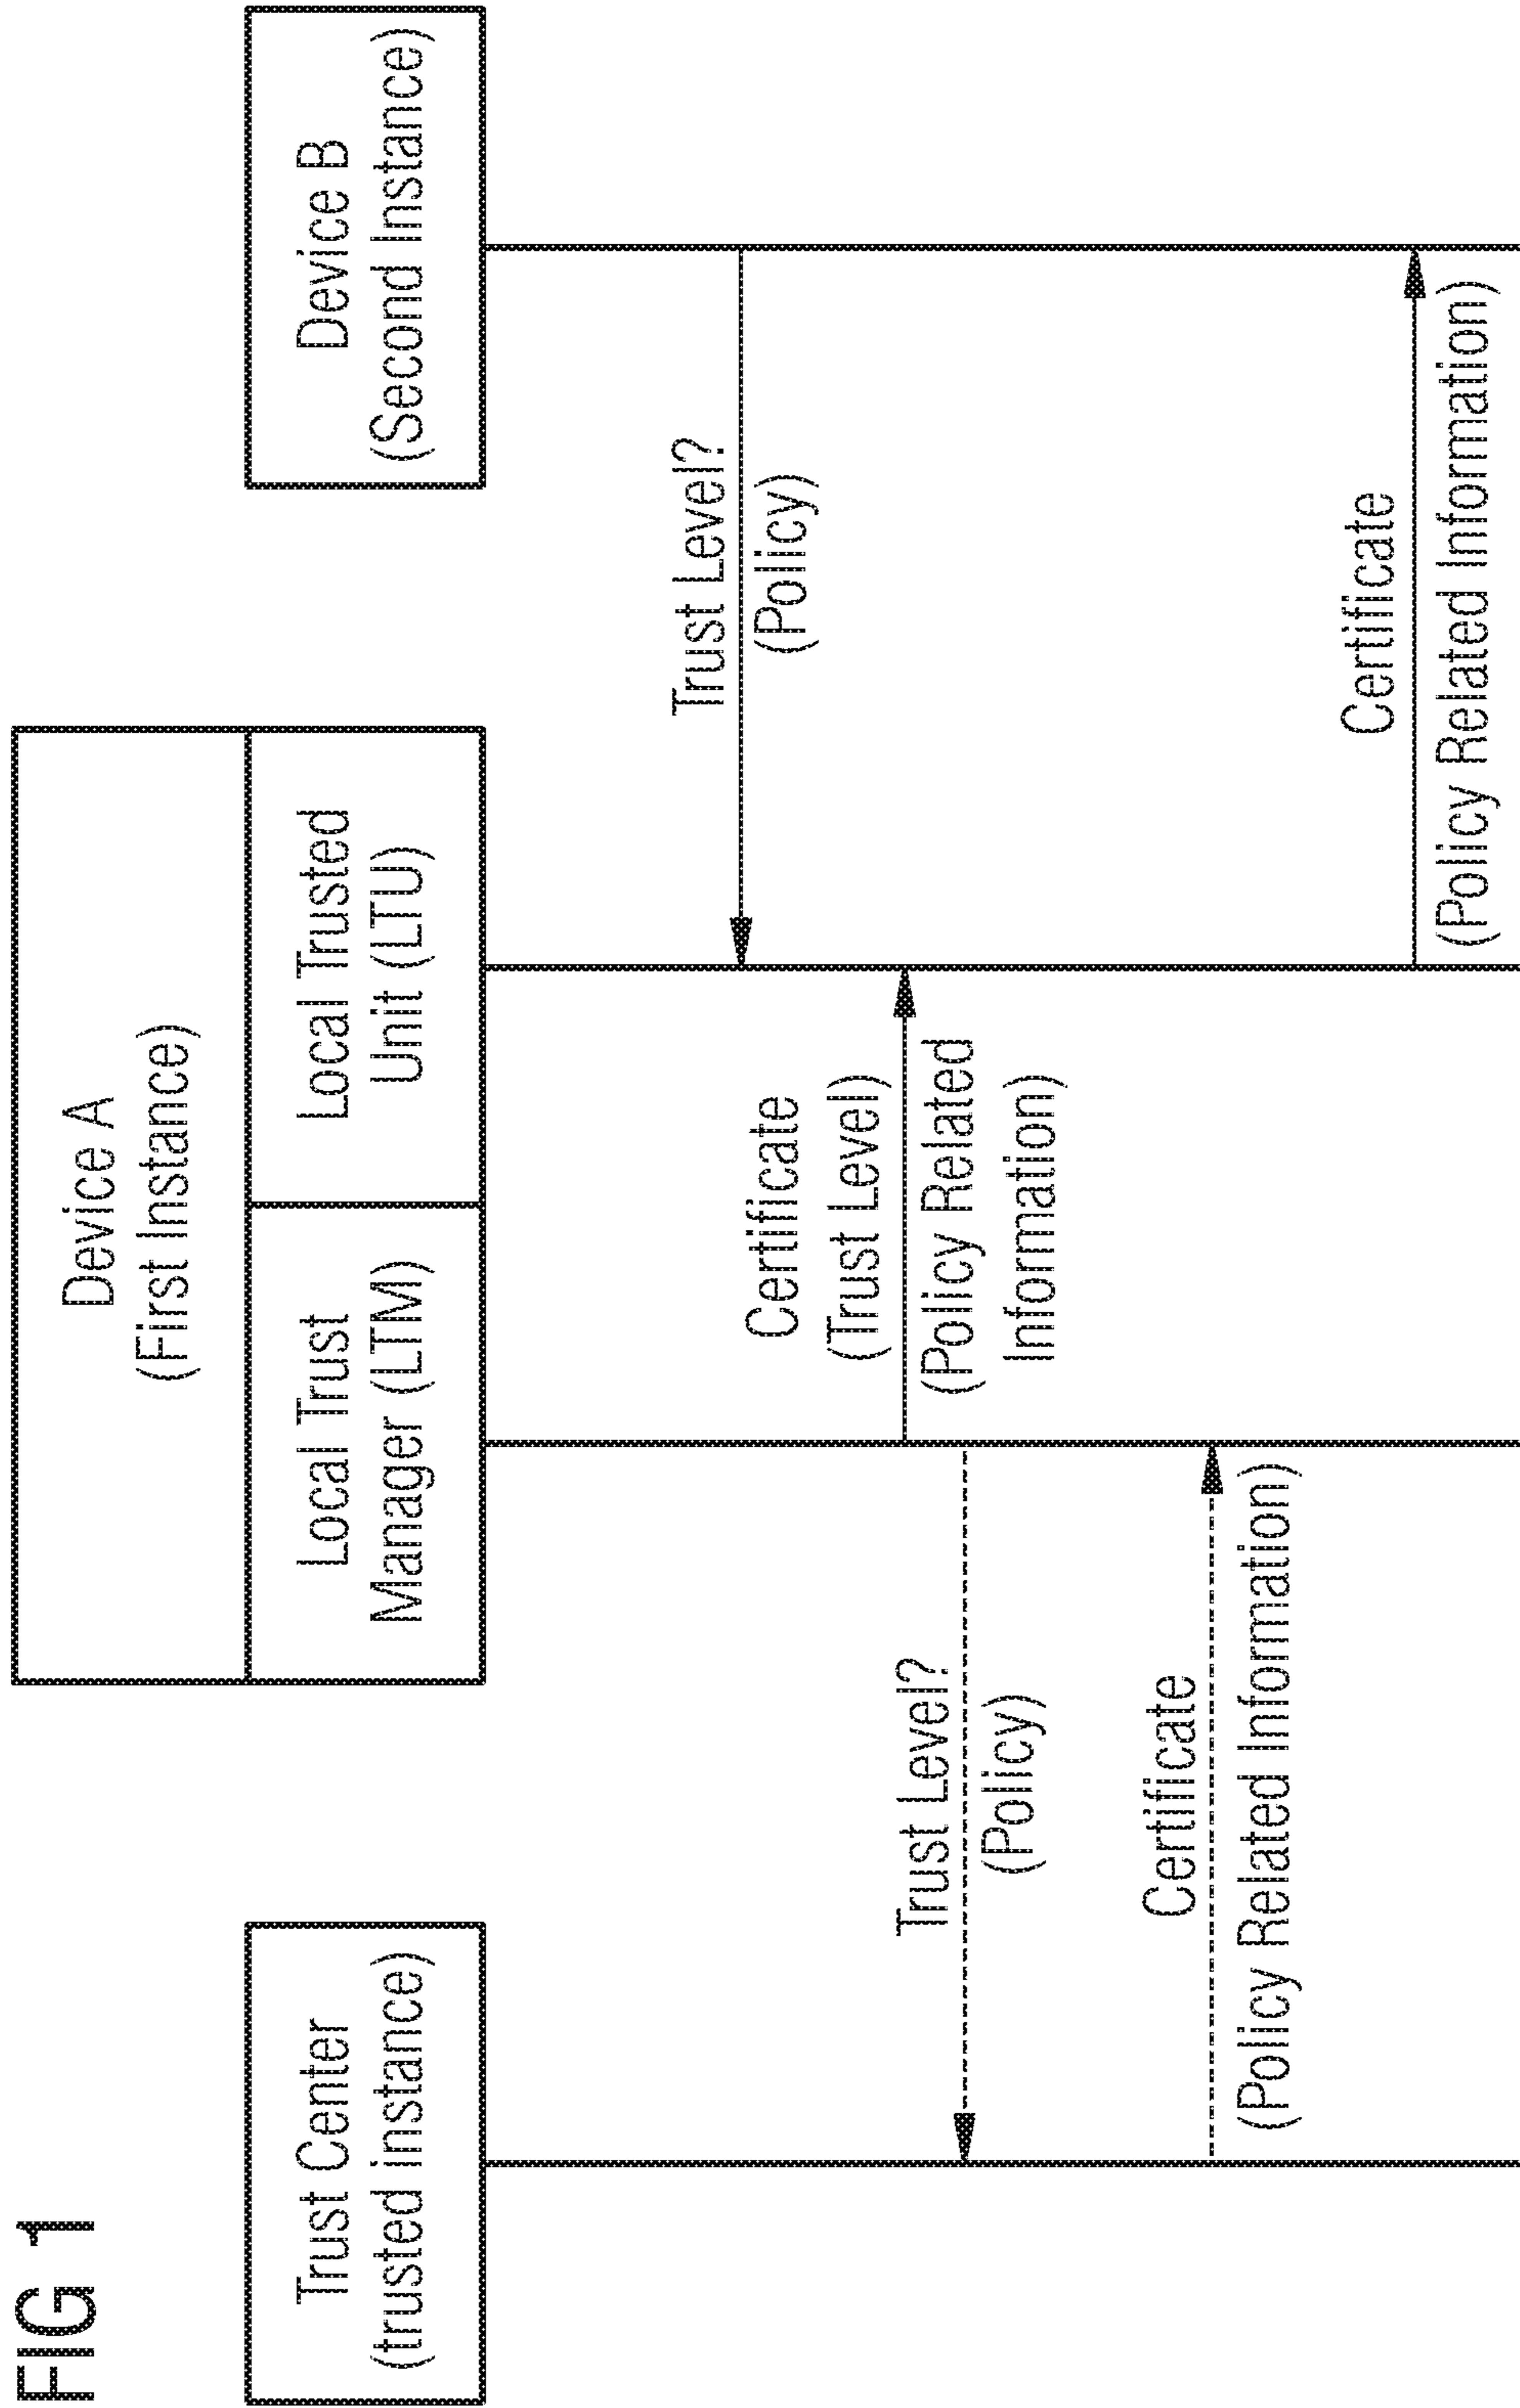 FIG 1
Trust Center
(trusted instance)
Device A
(First Instance)
Local Trust
Manager (LTM)
Local Trusted
Unit (LTU)
Device B
(Second Instance)
Trust Level?
(Policy)
Certificate
(Trust Level)
(Policy Related
Information)
Trust Level?
(Policy)
Certificate
(Policy Related Information)
Certificate
(Policy Related Information)